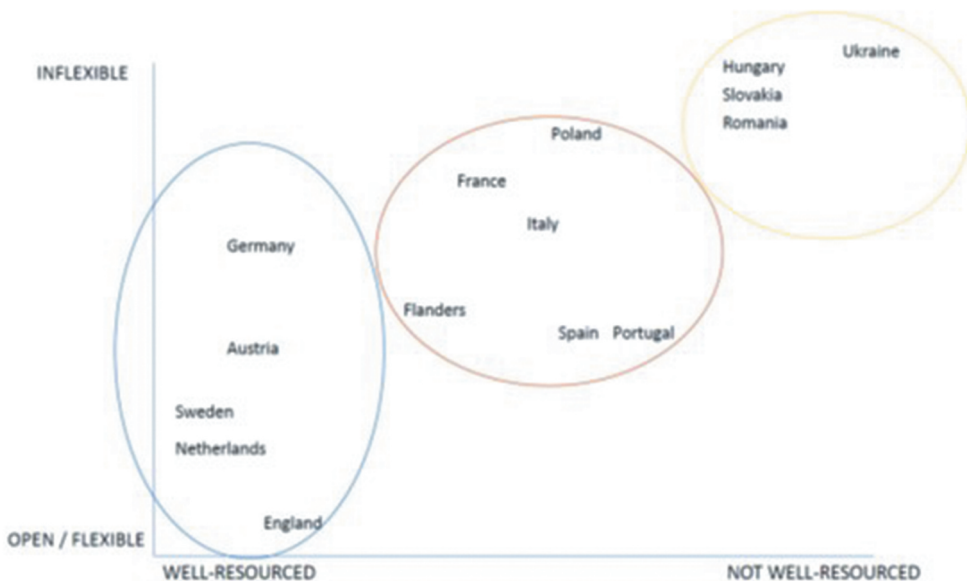 Ukraine
INFLEXIBLE
Hungary
Slovakia
Romania
Poland
France
Italy
Germany
Flanders
Spain Portugal
Austria
Sweden
Netherlands
England
OPEN / FLEXIBLE
WELL-RESOURCED NOT WELL-RESOURCED